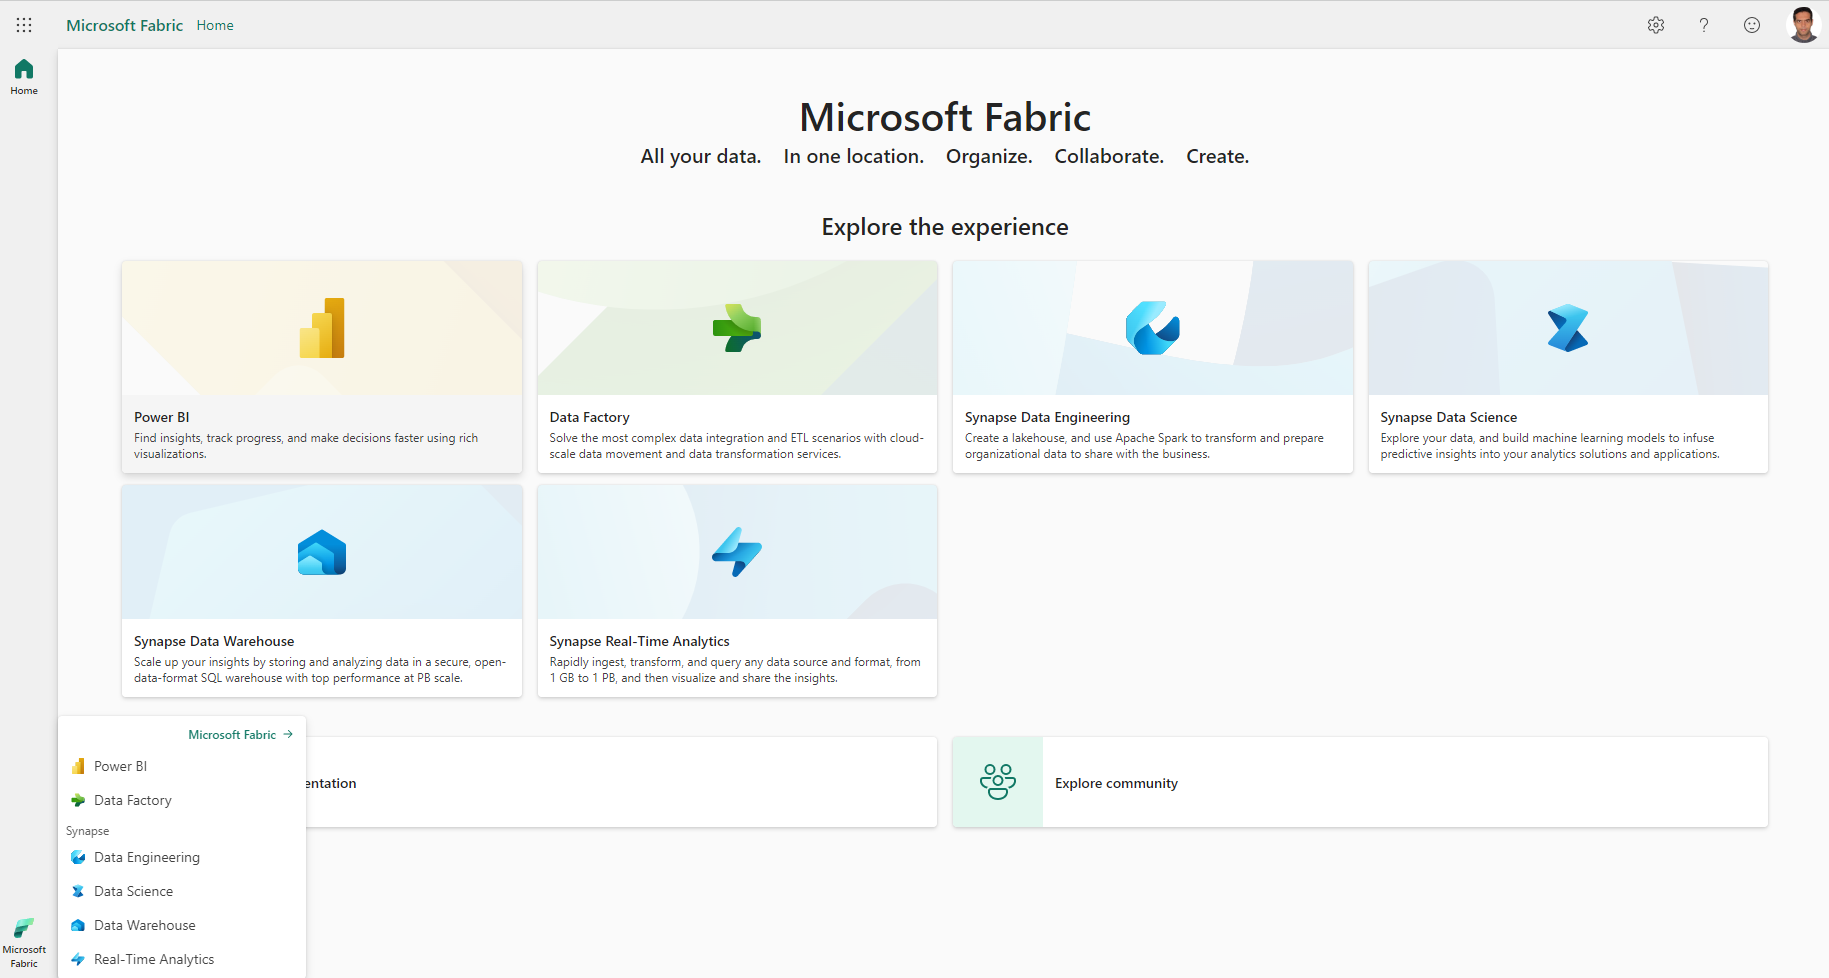 Microsoft Fabric Home
Home
Microsoft Fabric
All your data. In one location. Organize. Collaborate. Create.
Explore the experience
Power BI
Find insights, track progress, and make decisions faster using rich
visualizations.
Data Factory
Solve the most complex data integration and ETL scenarios with cloud-
scale data movement and data transformation services.
Synapse Data Engineering
Create a lakehouse, and use Apache Spark to transform and prepare
organizational data to share with the business.
Synapse Data Science
Explore your data, and build machine learning models to infuse
predictive insights into your analytics solutions and applications.
Synapse Data Warehouse
Scale up your insights by storing and analyzing data in a secure, open-
data-format SQL warehouse with top performance at PB scale.
Synapse Real-Time Analytics
Rapidly ingest, transform, and query any data source and format, from
1 GB to 1 PB, and then visualize and share the insights.
entation
Explore community
Microsoft Fabric →
Power BI
Data Factory
Synapse
Data Engineering
Data Science
Data Warehouse
Real-Time Analytics
Microsoft
Fabric